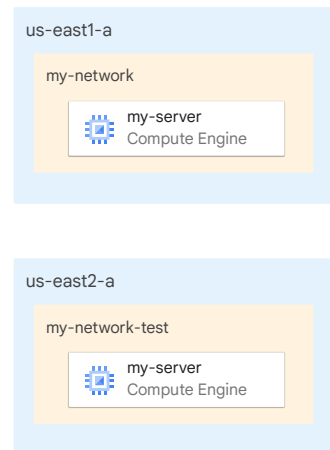 us-east1-a
my-network
my-server
Compute Engine
us-east2-a
my-network-test
my-server
Compute Engine